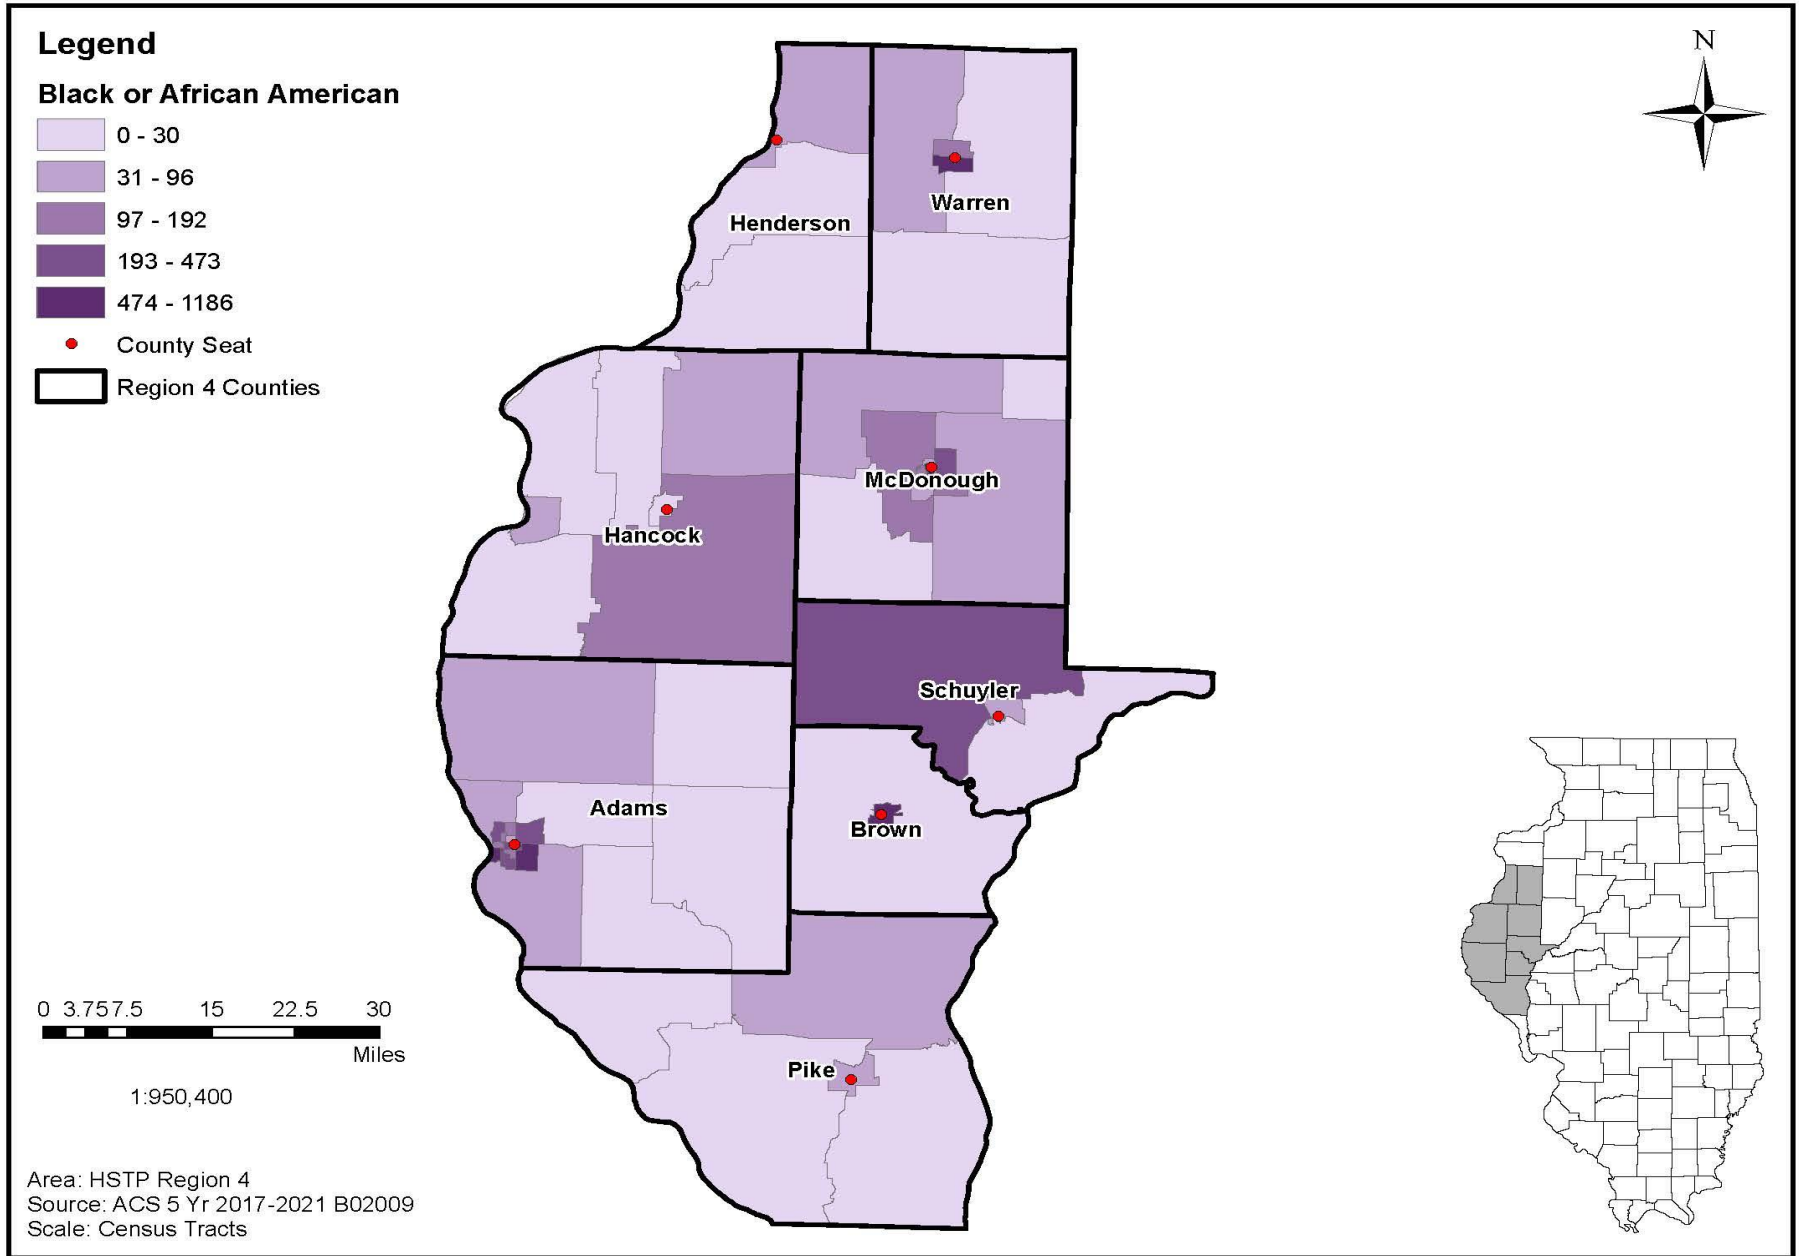 Legend
Black or African American
0 - 30
31 - 96
97 - 192
193 - 473
474 - 1186
County Seat
Region 4 Counties
N
Henderson
Warren
McDonough
Hancock
Schuyler
Adams
Brown
Pike
0 3.75 7.5 15 22.5 30
Miles
1:950,400
Area: HSTP Region 4
Source: ACS 5 Yr 2017-2021 B02009
Scale: Census Tracts